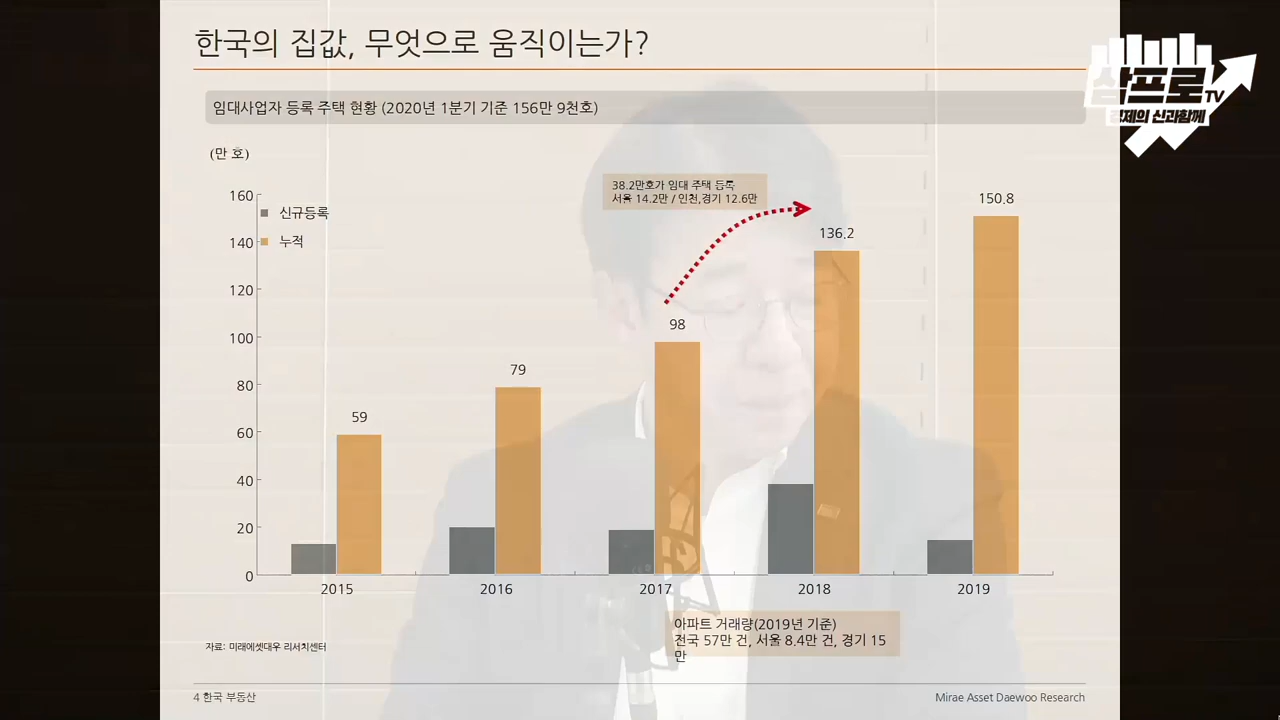 한국의 집값, 무엇으로 움직이는가?
삼프로TV
경제의 신과함께
임대사업자 등록 주택 현황 (2020년 1분기 기준 156만 9천호)
(만 호)
160
140
120
100
80
60
40
20
0
신규등록
누적
38.2만호가 임대 주택 등록
서울 14.2만 / 인천,경기 12.6만
59
79
98
136.2
150.8
2015
2016
2017
2018
2019
아파트 거래량(2019년 기준)
전국 57만 건, 서울 8.4만 건, 경기 15
만
자료: 미래에셋대우 리서치센터
4 한국 부동산
Mirae Asset Daewoo Research